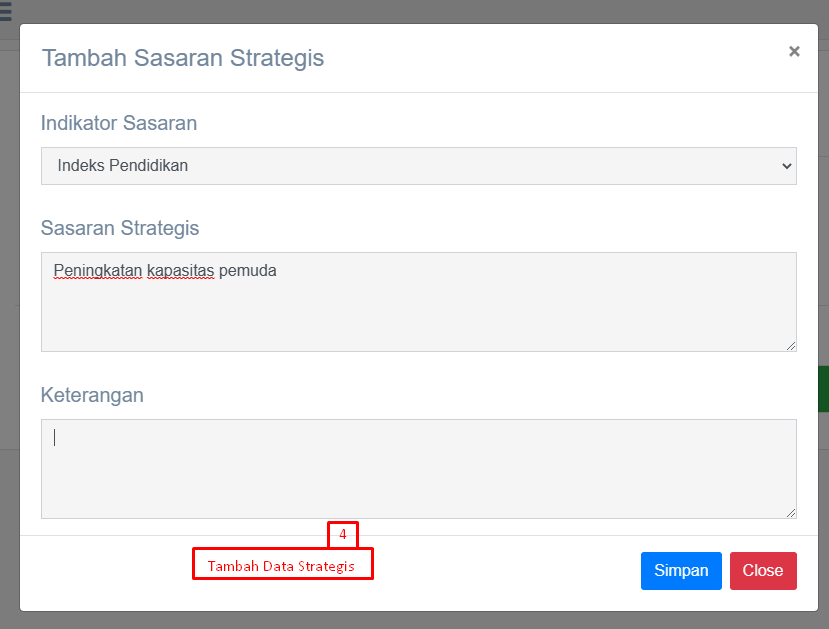 Tambah Sasaran Strategis
×
Indikator Sasaran
Indeks Pendidikan
Sasaran Strategis
Peningkatan kapasitas pemuda
Keterangan
4
Tambah Data Strategis
Simpan
Close